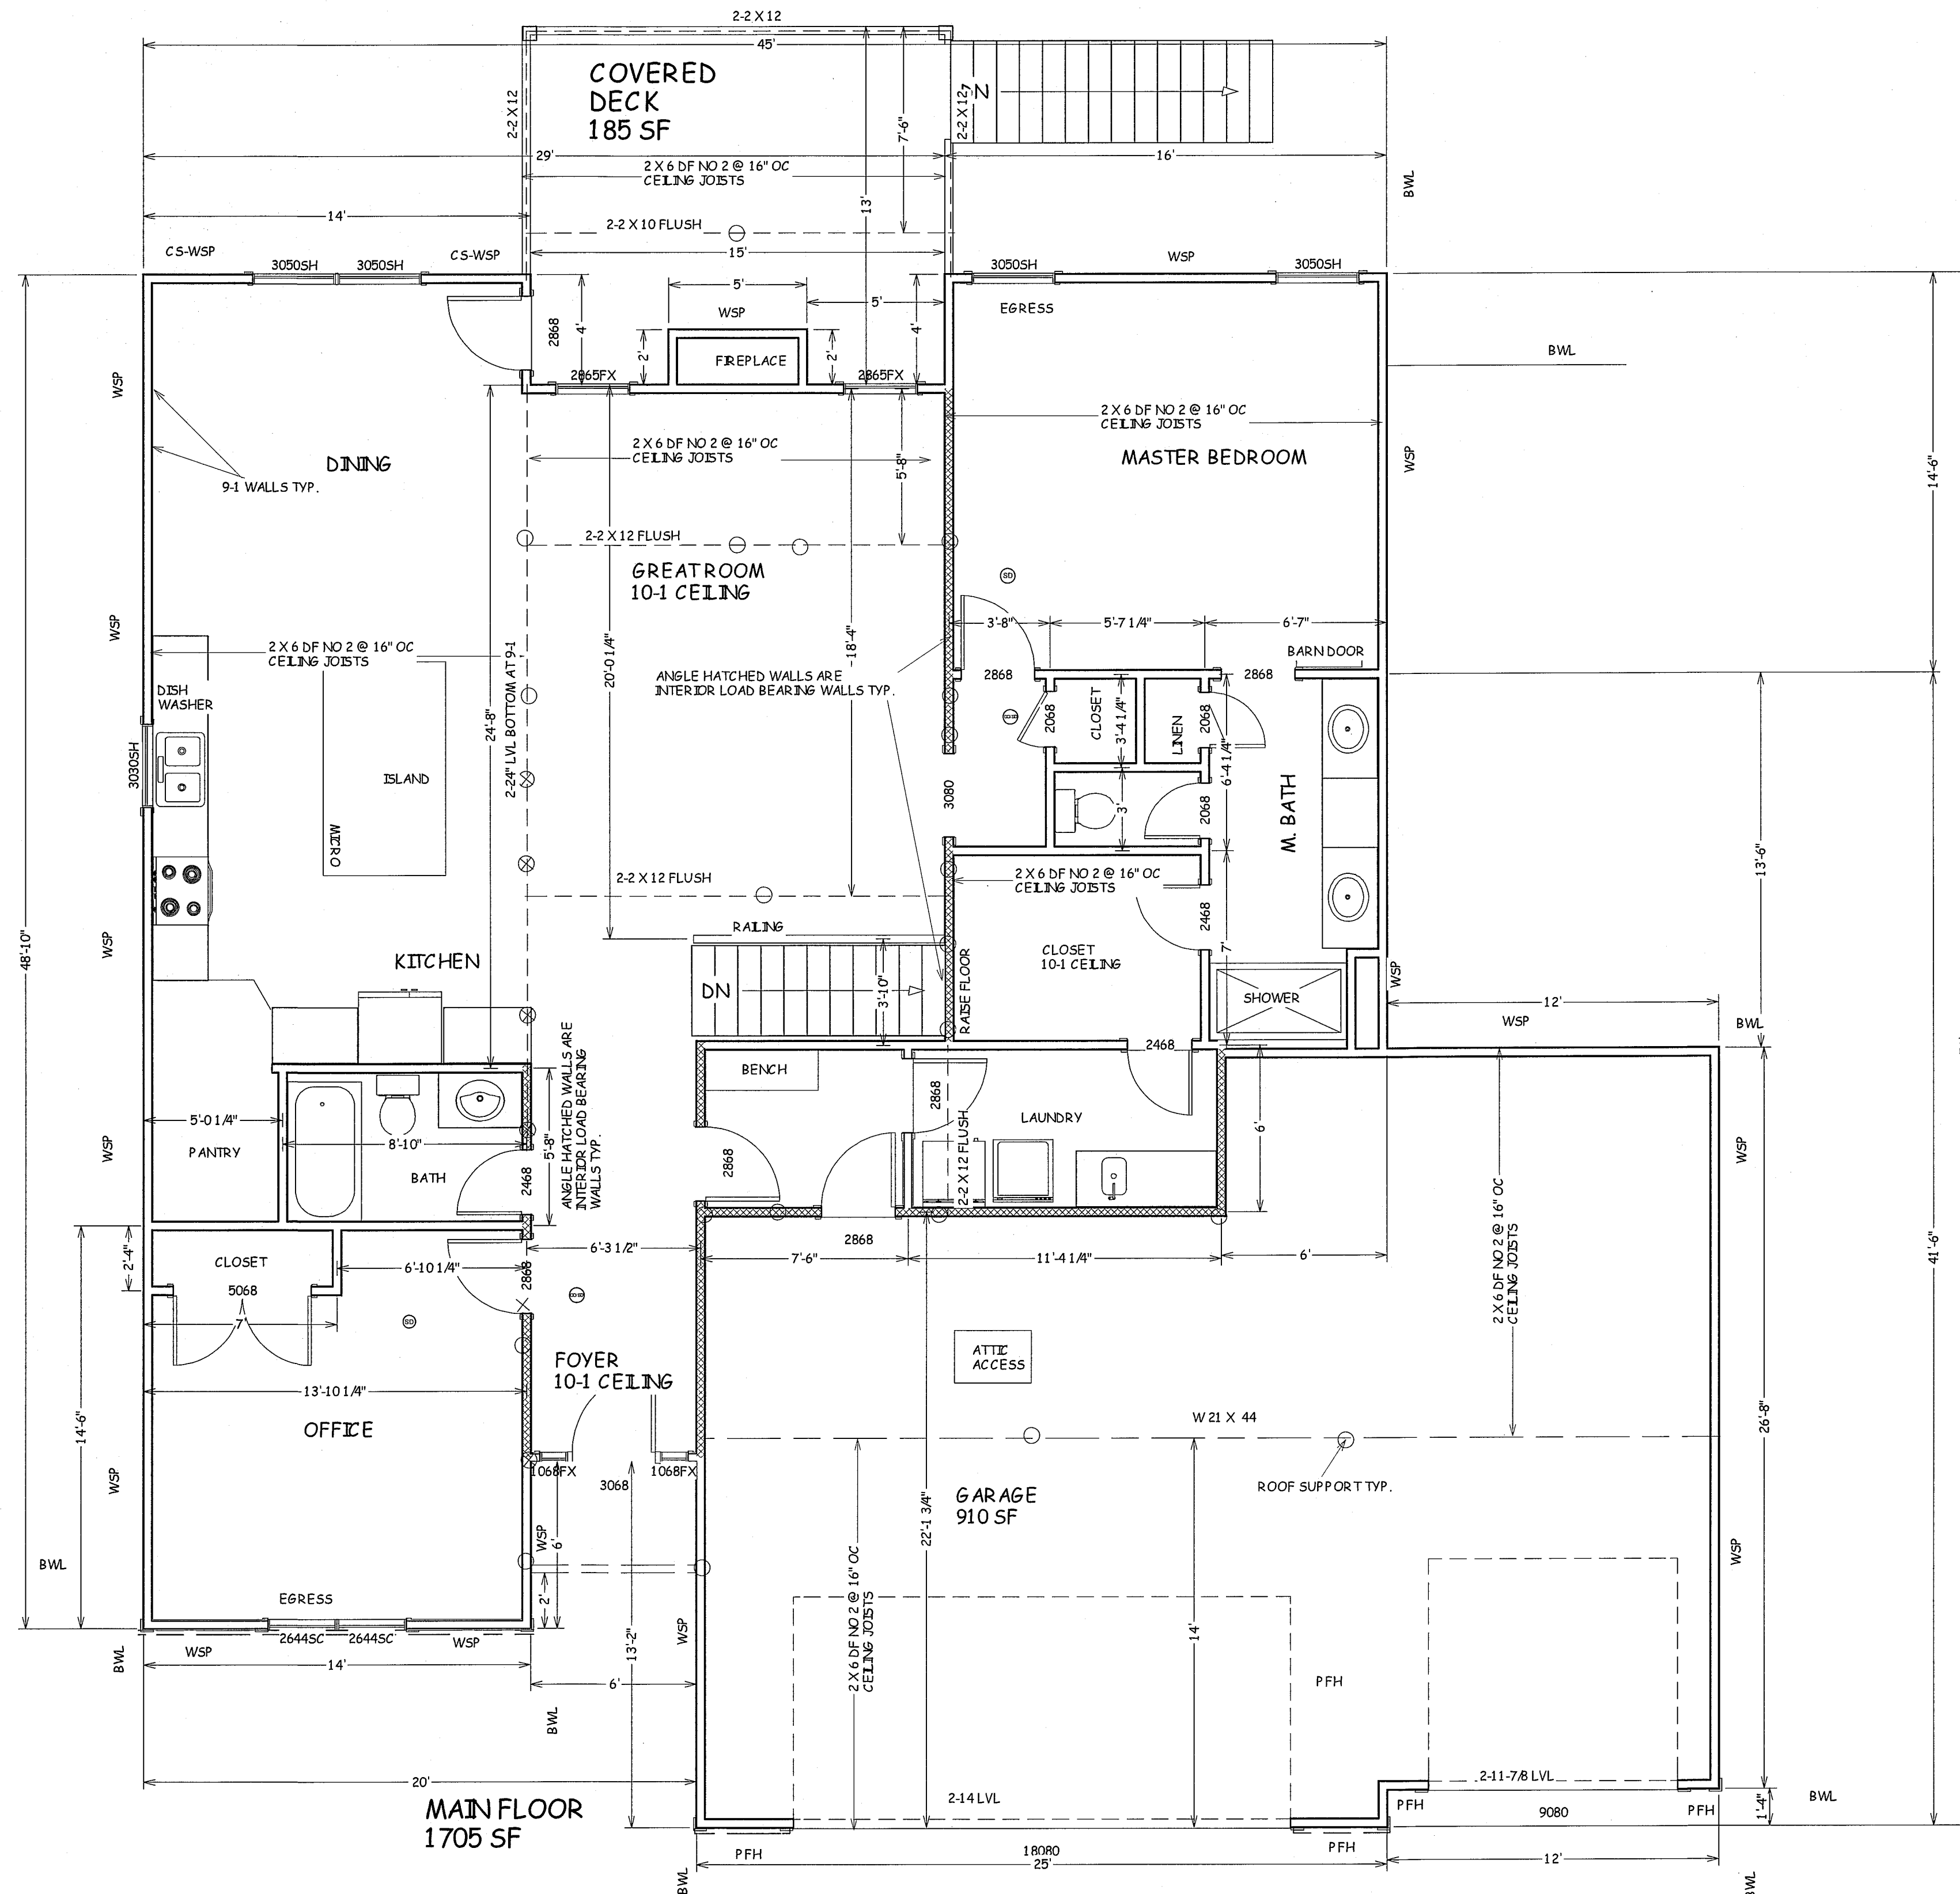 2-2 X 12
45'
COVERED
DECK
185 SF
2-2 X 12
2-2 X 12
7'-6"
29'
16'
2 X 6 DF NO 2 @ 16" OC
CEILING JOISTS
BWL
13'
14'
2-2 X 10 FLUSH
15'
CS-WSP
CS-WSP
3050SH
3050SH
3050SH
WSP
3050SH
5'
5'
WSP
EGRESS
2868
4'
4'
2'
FIREPLACE
2'
BWL
2865FX
2865FX
WSP
2 X 6 DF NO 2 @ 16" OC
CEILING JOISTS
2 X 6 DF NO 2 @ 16" OC
CEILING JOISTS
DINING
MASTER BEDROOM
WSP
5'-8"
14'-6"
9-1 WALLS TYP.
2-2 X 12 FLUSH
GREATROOM
10-1 CEILING
SD
WSP
3'-8"
5'-7 1/4"
6'-7"
2 X 6 DF NO 2 @ 16" OC
CEILING JOISTS
BARN DOOR
20'-0 1/4"
18'-4"
ANGLE HATCHED WALLS ARE
INTERIOR LOAD BEARING WALLS TYP.
2868
2868
DISH
WASHER
24'-8"
2-24" LVL BOTTOM AT 9-1
2068
CLOSET
3'-4 1/4"
LINEN
2068
6'-4 1/4"
3030SH
ISLAND
3080
3'
2068
M. BATH
MICRO
13'-6"
2-2 X 12 FLUSH
2 X 6 DF NO 2 @ 16" OC
CEILING JOISTS
2468
RAILING
WSP
48'-10"
KITCHEN
CLOSET
10-1 CEILING
7'
WSP
DN
3'-10"
RAISE FLOOR
SHOWER
12'
WSP
BWL
2468
BENCH
2868
LAUNDRY
5'-0 1/4"
8'-10"
PANTRY
BATH
2468
5'-8"
ANGLE HATCHED WALLS ARE
INTERIOR LOAD BEARING
WALLS TYP.
2868
2-2 X 12 FLUSH
6'
WSP
WSP
2868
6'-3 1/2"
7'-6"
11'-4 1/4"
6'
2'-4"
CLOSET
5068
6'-10 1/4"
2868
2 X 6 DF NO 2 @ 16" OC
CEILING JOISTS
41'-6"
7'
SD
ATTIC
ACCESS
FOYER
10-1 CEILING
13'-10 1/4"
OFFICE
14'-6"
W 21 X 44
26'-8"
1068FX
1068FX
3068
WSP
ROOF SUPPORT TYP.
GARAGE
910 SF
22'-1 3/4"
WSP
6'
BWL
2'
WSP
EGRESS
2 X 6 DF NO 2 @ 16" OC
CEILING JOISTS
14'
2644SC
2644SC
WSP
WSP
BWL
14'
13'-2"
WSP
6'
PFH
BWL
20'
2-11-7/8 LVL
MAIN FLOOR
1705 SF
2-14 LVL
PFH
9080
PFH
1'-4"
BWL
PFH
18080
PFH
25'
12'
BWL
BWL